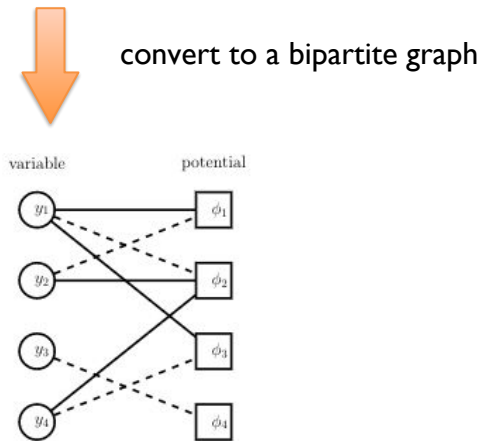 convert to a bipartite graph
variable potential
y₁ ϕ₁
y₂ ϕ₂
y₃ ϕ₃
y₄ ϕ₄